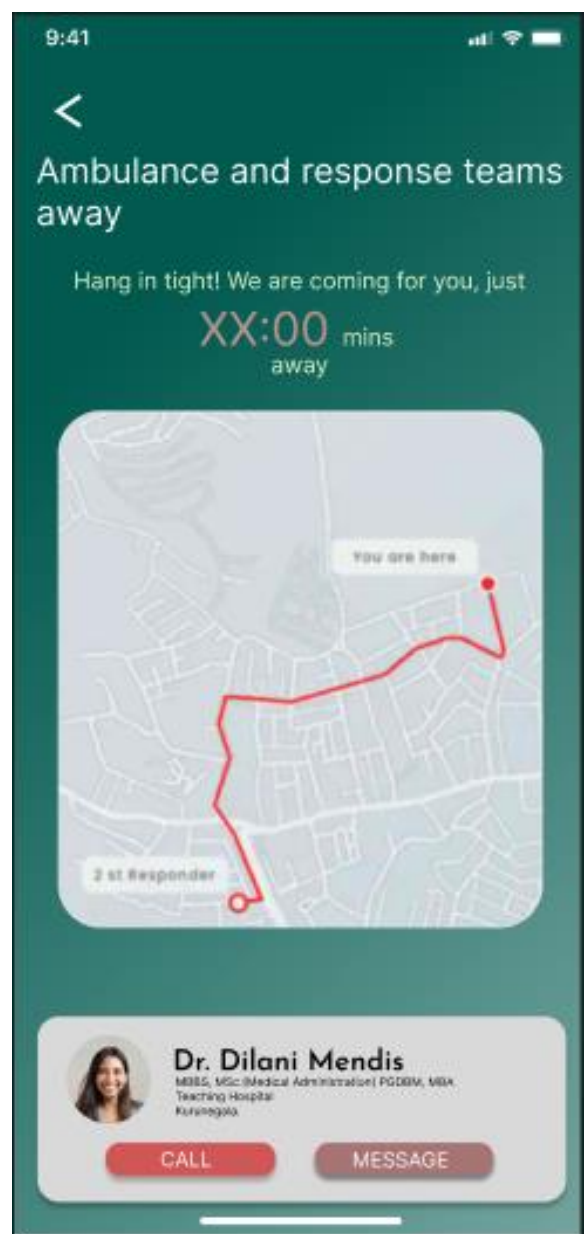 9:41
Ambulance and response teams
away
Hang in tight! We are coming for you, just
XX:00 mins
away
You are here
2 st Responder
Dr. Dilani Mendis
MBBS, MSc (Medical Administration) PGDBM, MBA
Teaching Hospital
Kurunegala
CALL MESSAGE